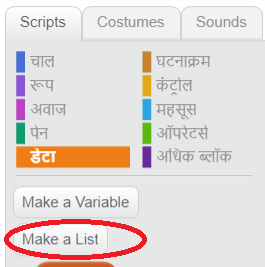 Scripts Costumes Sounds
चाल घटनाक्रम
रूप कंट्रोल
अवाज महसूस
पेन ऑपरेटर्स
डेटा अधिक ब्लॉक
Make a Variable
Make a List